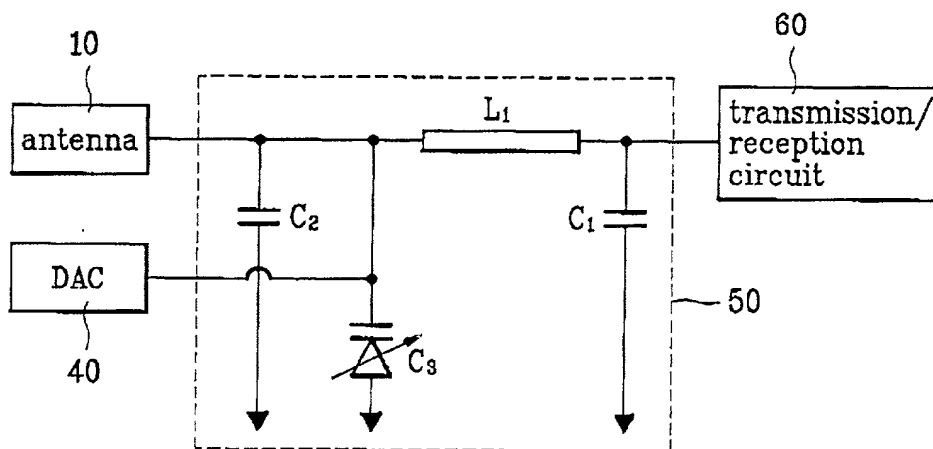 10
60
antenna
L₁
transmission/
reception
circuit
C₂
C₁
DAC
50
40
C₃